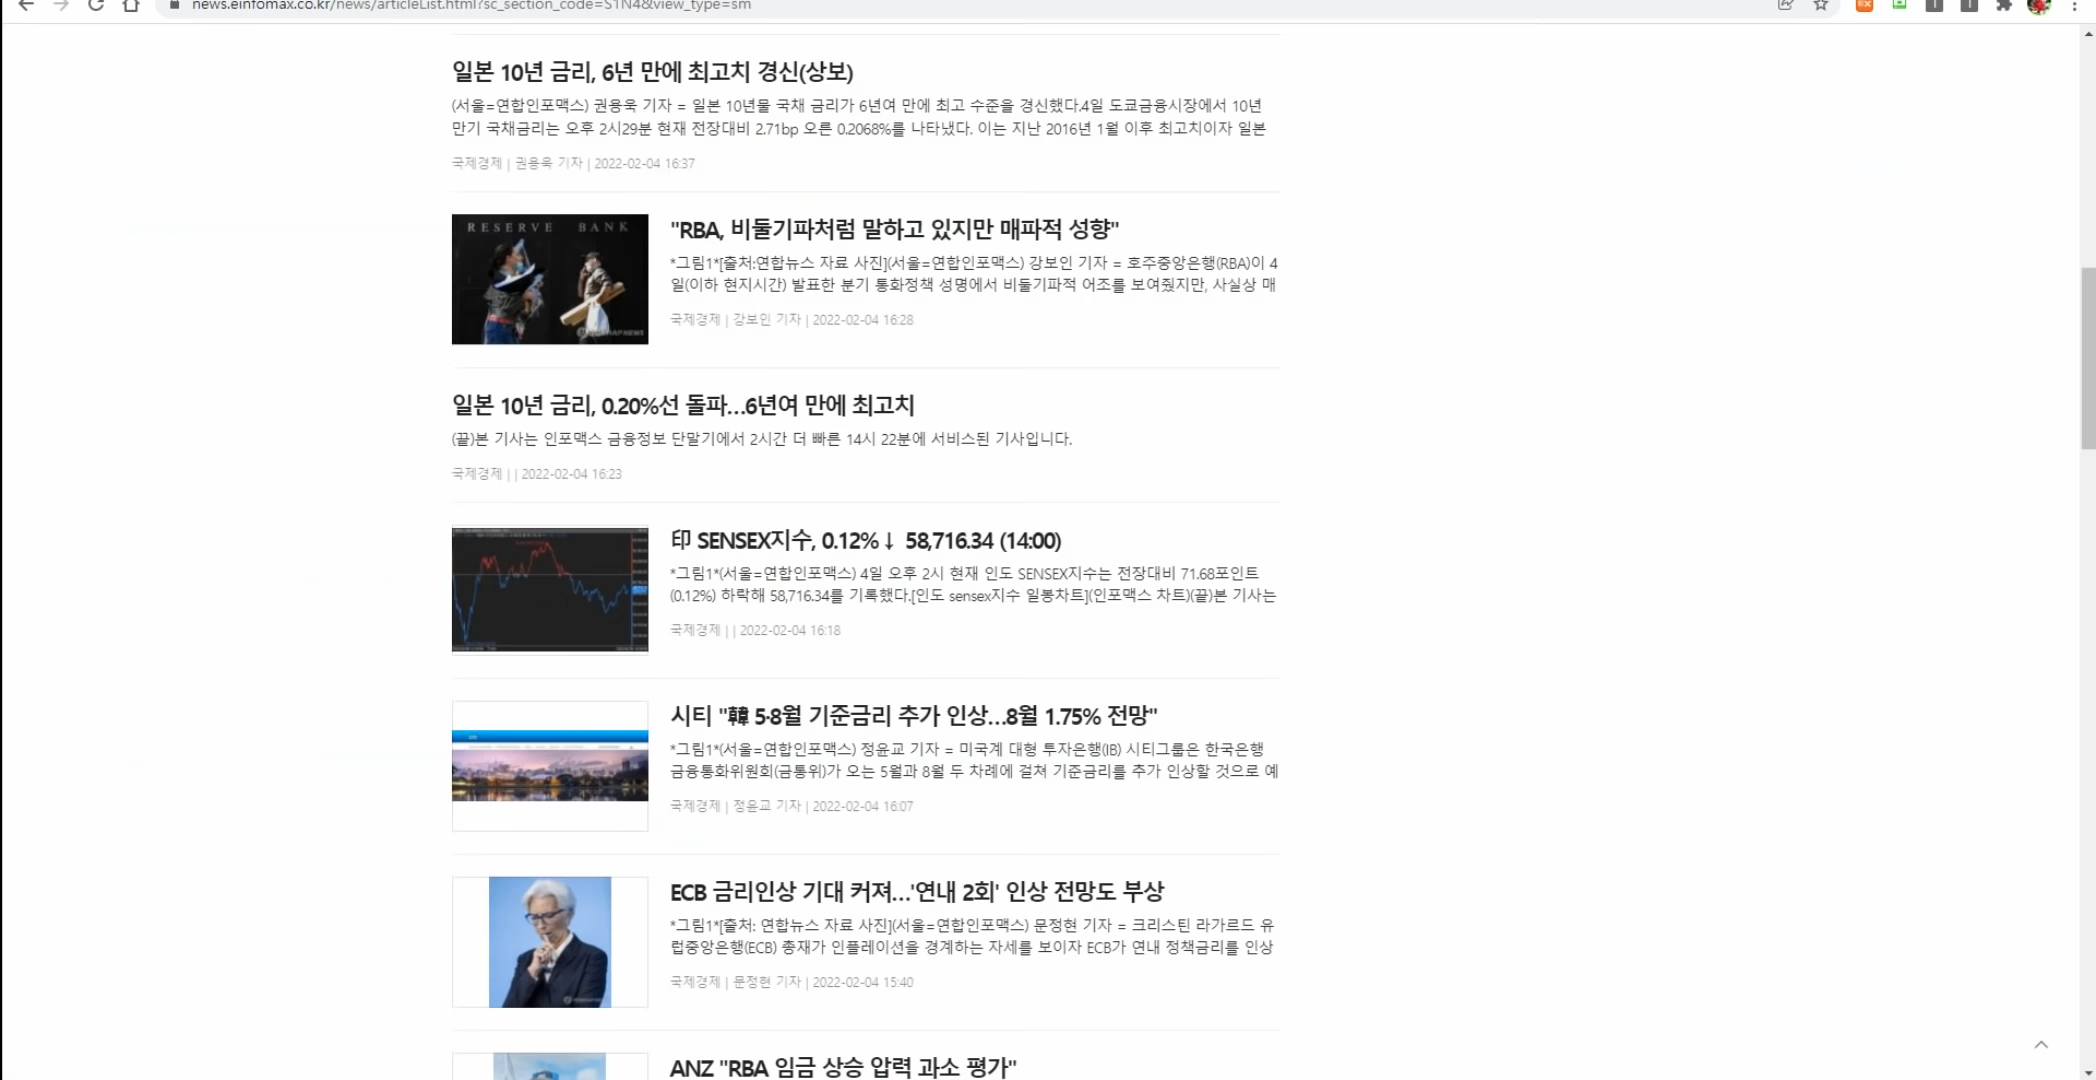 news.einfomax.co.kr/news/articleList.html?sc_section_code=S1N4&view_type=sm
일본 10년 금리, 6년 만에 최고치 경신(상보)
(서울=연합인포맥스) 권용욱 기자 = 일본 10년물 국채 금리가 6년여 만에 최고 수준을 경신했다.4일 도쿄금융시장에서 10년
만기 국채금리는 오후 2시29분 현재 전장대비 2.71bp 오른 0.2068%를 나타냈다. 이는 지난 2016년 1월 이후 최고치이자 일본
국제경제 | 권용욱 기자 | 2022-02-04 16:37
RESERVE BANK
"RBA, 비둘기파처럼 말하고 있지만 매파적 성향"
*그림1*[출처:연합뉴스 자료 사진](서울=연합인포맥스) 강보인 기자 = 호주중앙은행(RBA)이 4
일(이하 현지시간) 발표한 분기 통화정책 성명에서 비둘기파적 어조를 보여줬지만, 사실상 매
국제경제 | 강보인 기자 | 2022-02-04 16:28
일본 10년 금리, 0.20%선 돌파…6년여 만에 최고치
(끝)본 기사는 인포맥스 금융정보 단말기에서 2시간 더 빠른 14시 22분에 서비스된 기사입니다.
국제경제 | | 2022-02-04 16:23
印 SENSEX지수, 0.12%↓ 58,716.34 (14:00)
*그림1*(서울=연합인포맥스) 4일 오후 2시 현재 인도 SENSEX지수는 전장대비 71.68포인트
(0.12%) 하락해 58,716.34를 기록했다.[인도 sensex지수 일봉차트](인포맥스 차트)(끝)본 기사는
국제경제 | | 2022-02-04 16:18
시티 "韓 5·8월 기준금리 추가 인상…8월 1.75% 전망"
*그림1*(서울=연합인포맥스) 정윤교 기자 = 미국계 대형 투자은행(IB) 시티그룹은 한국은행
금융통화위원회(금통위)가 오는 5월과 8월 두 차례에 걸쳐 기준금리를 추가 인상할 것으로 예
국제경제 | 정윤교 기자 | 2022-02-04 16:07
ECB 금리인상 기대 커져…'연내 2회' 인상 전망도 부상
*그림1*[출처: 연합뉴스 자료 사진](서울=연합인포맥스) 문정현 기자 = 크리스틴 라가르드 유
럽중앙은행(ECB) 총재가 인플레이션을 경계하는 자세를 보이자 ECB가 연내 정책금리를 인상
국제경제 | 문정현 기자 | 2022-02-04 15:40
ANZ "RBA 임금 상승 압력 과소 평가"